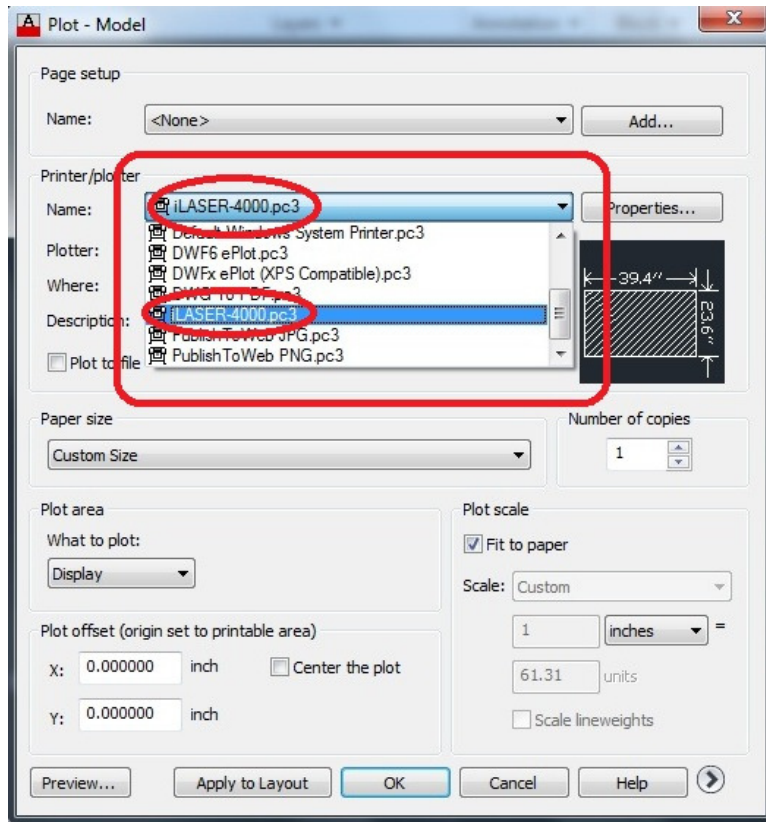 Plot - Model
Page setup
Name: <None> Add...
Printer/plotter
Name: iLASER-4000.pc3 Properties...
Default Windows System Printer.pc3
Plotter: DWF6 ePlot.pc3
DWFx ePlot (XPS Compatible).pc3
Where: DWG To PDF.pc3
Description: iLASER-4000.pc3
PublishToWeb JPG.pc3
Plot to file PublishToWeb PNG.pc3
39.4''
23.6''
Paper size
Custom Size
Number of copies
1
Plot area
What to plot:
Display
Plot scale
Fit to paper
Scale: Custom
1 inches =
61.31 units
Scale lineweights
Plot offset (origin set to printable area)
X: 0.000000 inch Center the plot
Y: 0.000000 inch
Preview... Apply to Layout OK Cancel Help